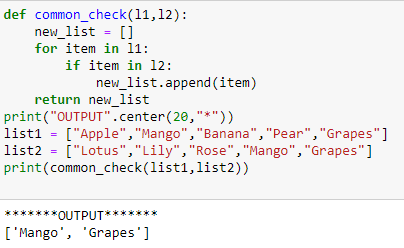 def common_check(l1,l2):
    new_list = []
    for item in l1:
        if item in l2:
            new_list.append(item)
    return new_list
print("OUTPUT".center(20,"*"))
list1 = ["Apple","Mango","Banana","Pear","Grapes"]
list2 = ["Lotus","Lily","Rose","Mango","Grapes"]
print(common_check(list1,list2))
*******OUTPUT*******
['Mango', 'Grapes']